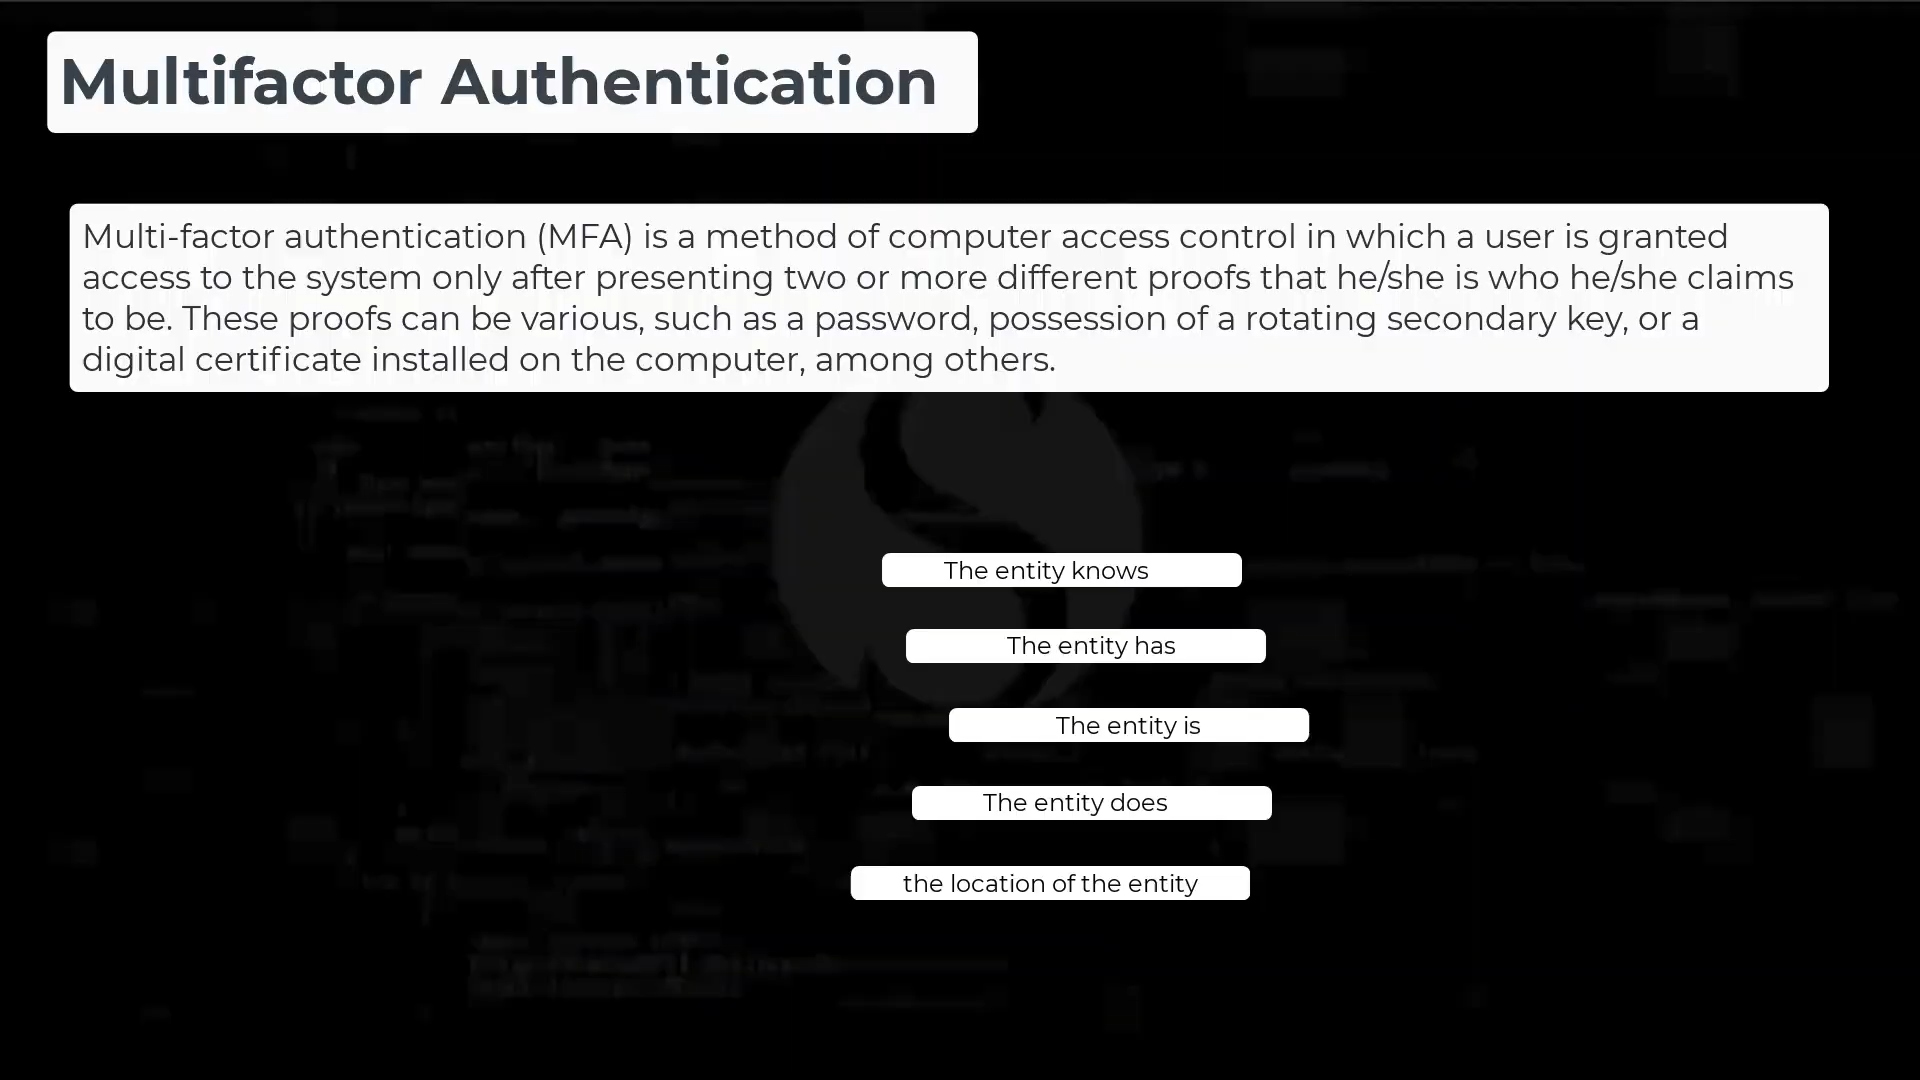 Multifactor Authentication
Multi-factor authentication (MFA) is a method of computer access control in which a user is granted
access to the system only after presenting two or more different proofs that he/she is who he/she claims
to be. These proofs can be various, such as a password, possession of a rotating secondary key, or a
digital certificate installed on the computer, among others.
The entity knows
The entity has
The entity is
The entity does
the location of the entity